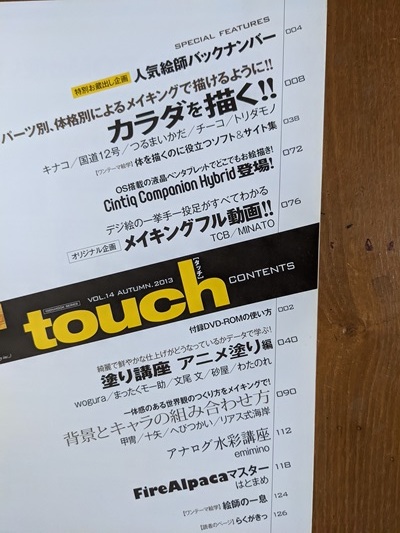 SPECIAL FEATURES
特別お蔵出し企画 人気絵師バックナンバー 004
パーツ別、体格別によるメイキングで描けるように!!
カラダを描く!! 008
キナコ/国道12号/つるまいかだ/チーコ/トリダモノ
[ワンテーマ絵学] 体を描くのに役立つソフト&サイト集 038
OS搭載の液晶ペンタブレットでどこでもお絵描き!
Cintiq Companion Hybrid 登場! 072
デジ絵の一挙手一投足がすべてわかる
オリジナル企画 メイキングフル動画!! 076
TCB/MINATO
VOL.14 AUTUMN.2013
touch [タッチ] CONTENTS
付録DVD-ROMの使い方 002
綺麗で鮮やかな仕上げがどうなっているかデータで学ぶ!
塗り講座 アニメ塗り編 040
wogura/まったくモー助/文尾 文/砂屋/わたのれ
一体感のある世界観のつくり方をメイキングで!
背景とキャラの組み合わせ方 090
甲冑/十矢/へびつかい/リアス式海岸
アナログ水彩講座 112
emimino
FireAlpacaマスター 118
はとまめ
[ワンテーマ絵学] 絵師の一息 124
[読者のページ] らくがきっ 126